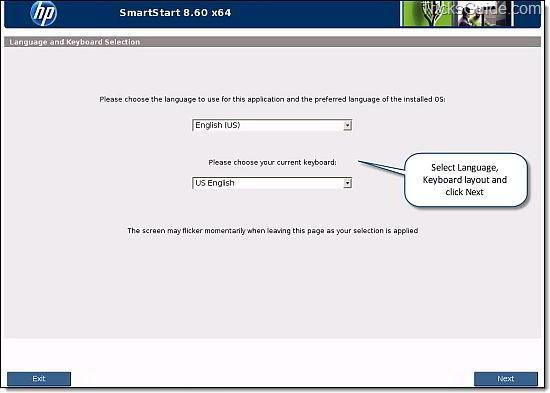 hp
SmartStart 8.60 x64
TricksGuide.com
Language and Keyboard Selection
Please choose the language to use for this application and the preferred language of the installed OS:
English (US)
Please choose your current keyboard:
US English
Select Language,
Keyboard layout and
click Next
The screen may flicker momentarily when leaving this page as your selection is applied
Exit
Next